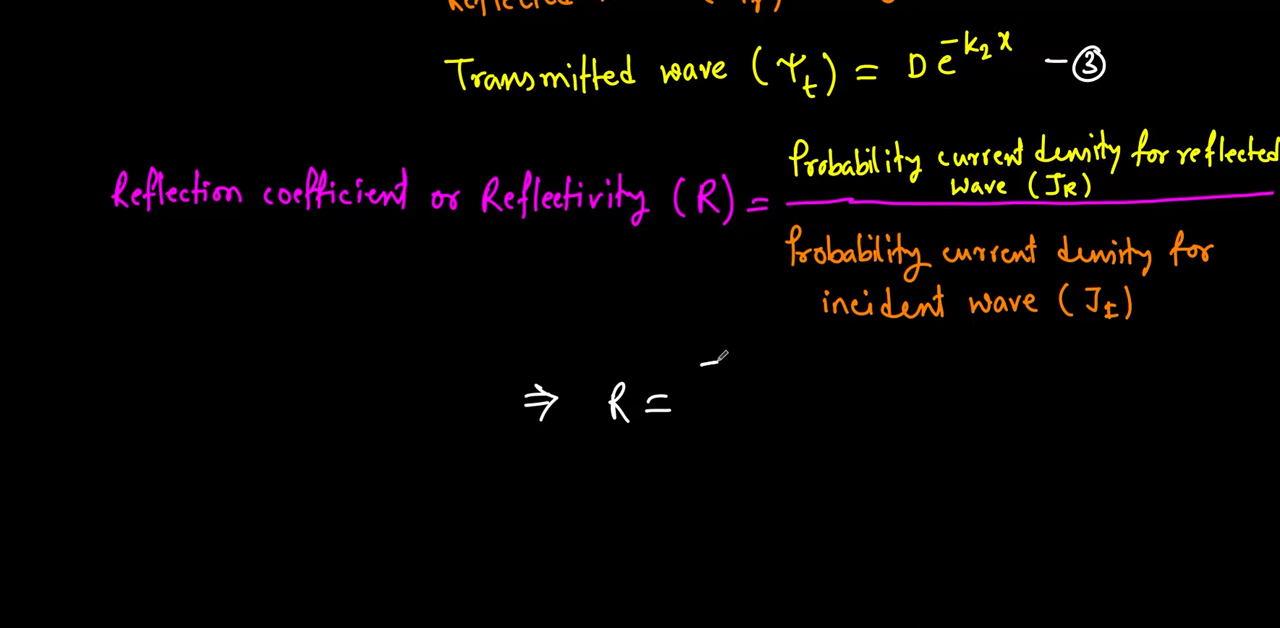 Reflected
Transmitted wave (Ψt) = D e^{-k2 x} - ③
Reflection coefficient or Reflectivity (R) = Probability current density for reflected
wave (JR)
Probability current density for
incident wave (JI)
⇒ R =